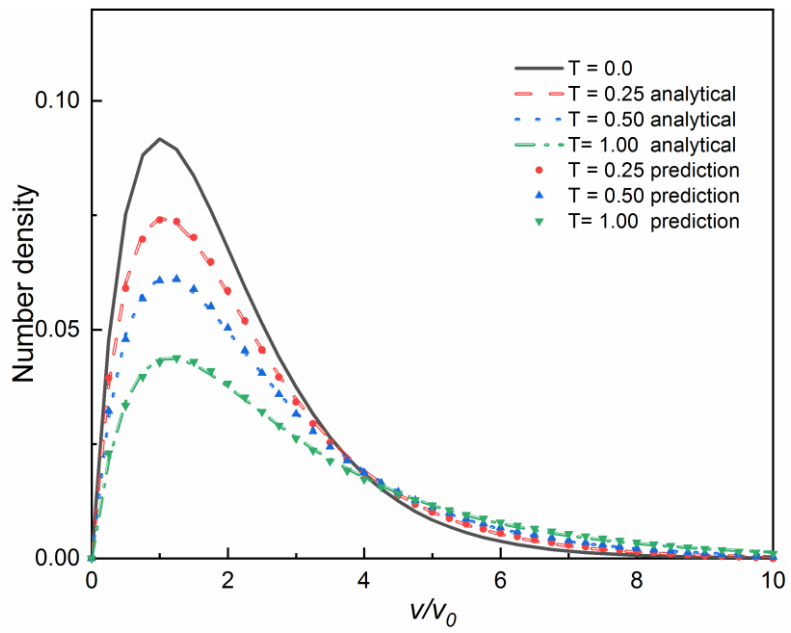 0.10
0.05
0.00
Number density
T = 0.0
T = 0.25 analytical
T = 0.50 analytical
T= 1.00 analytical
T = 0.25 prediction
T = 0.50 prediction
T= 1.00 prediction
0 2 4 6 8 10
v/v₀